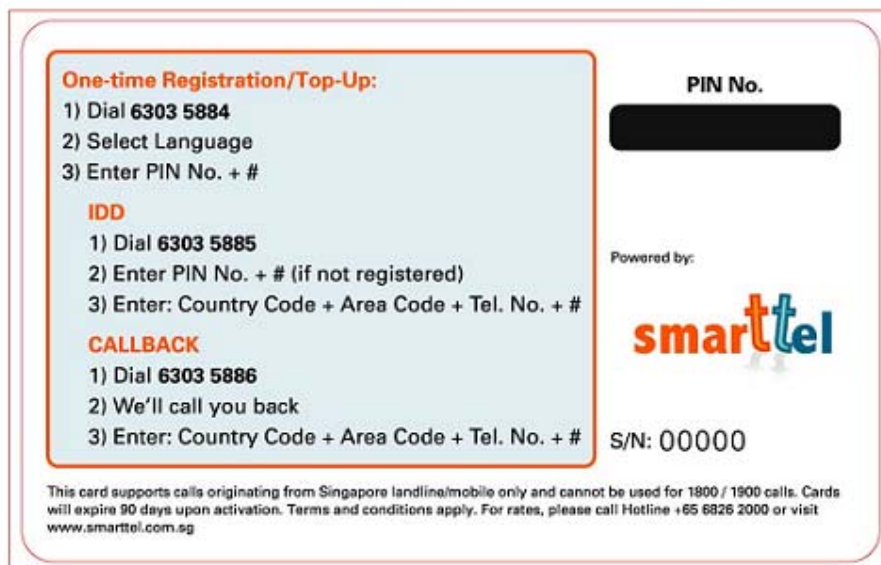 One-time Registration/Top-Up:
1) Dial 6303 5884
2) Select Language
3) Enter PIN No. + #
IDD
1) Dial 6303 5885
2) Enter PIN No. + # (if not registered)
3) Enter: Country Code + Area Code + Tel. No. + #
CALLBACK
1) Dial 6303 5886
2) We'll call you back
3) Enter: Country Code + Area Code + Tel. No. + #
PIN No.
Powered by:
smarttel
S/N: 00000
This card supports calls originating from Singapore landline/mobile only and cannot be used for 1800 / 1900 calls. Cards
will expire 90 days upon activation. Terms and conditions apply. For rates, please call Hotline +65 6826 2000 or visit
www.smarttel.com.sg